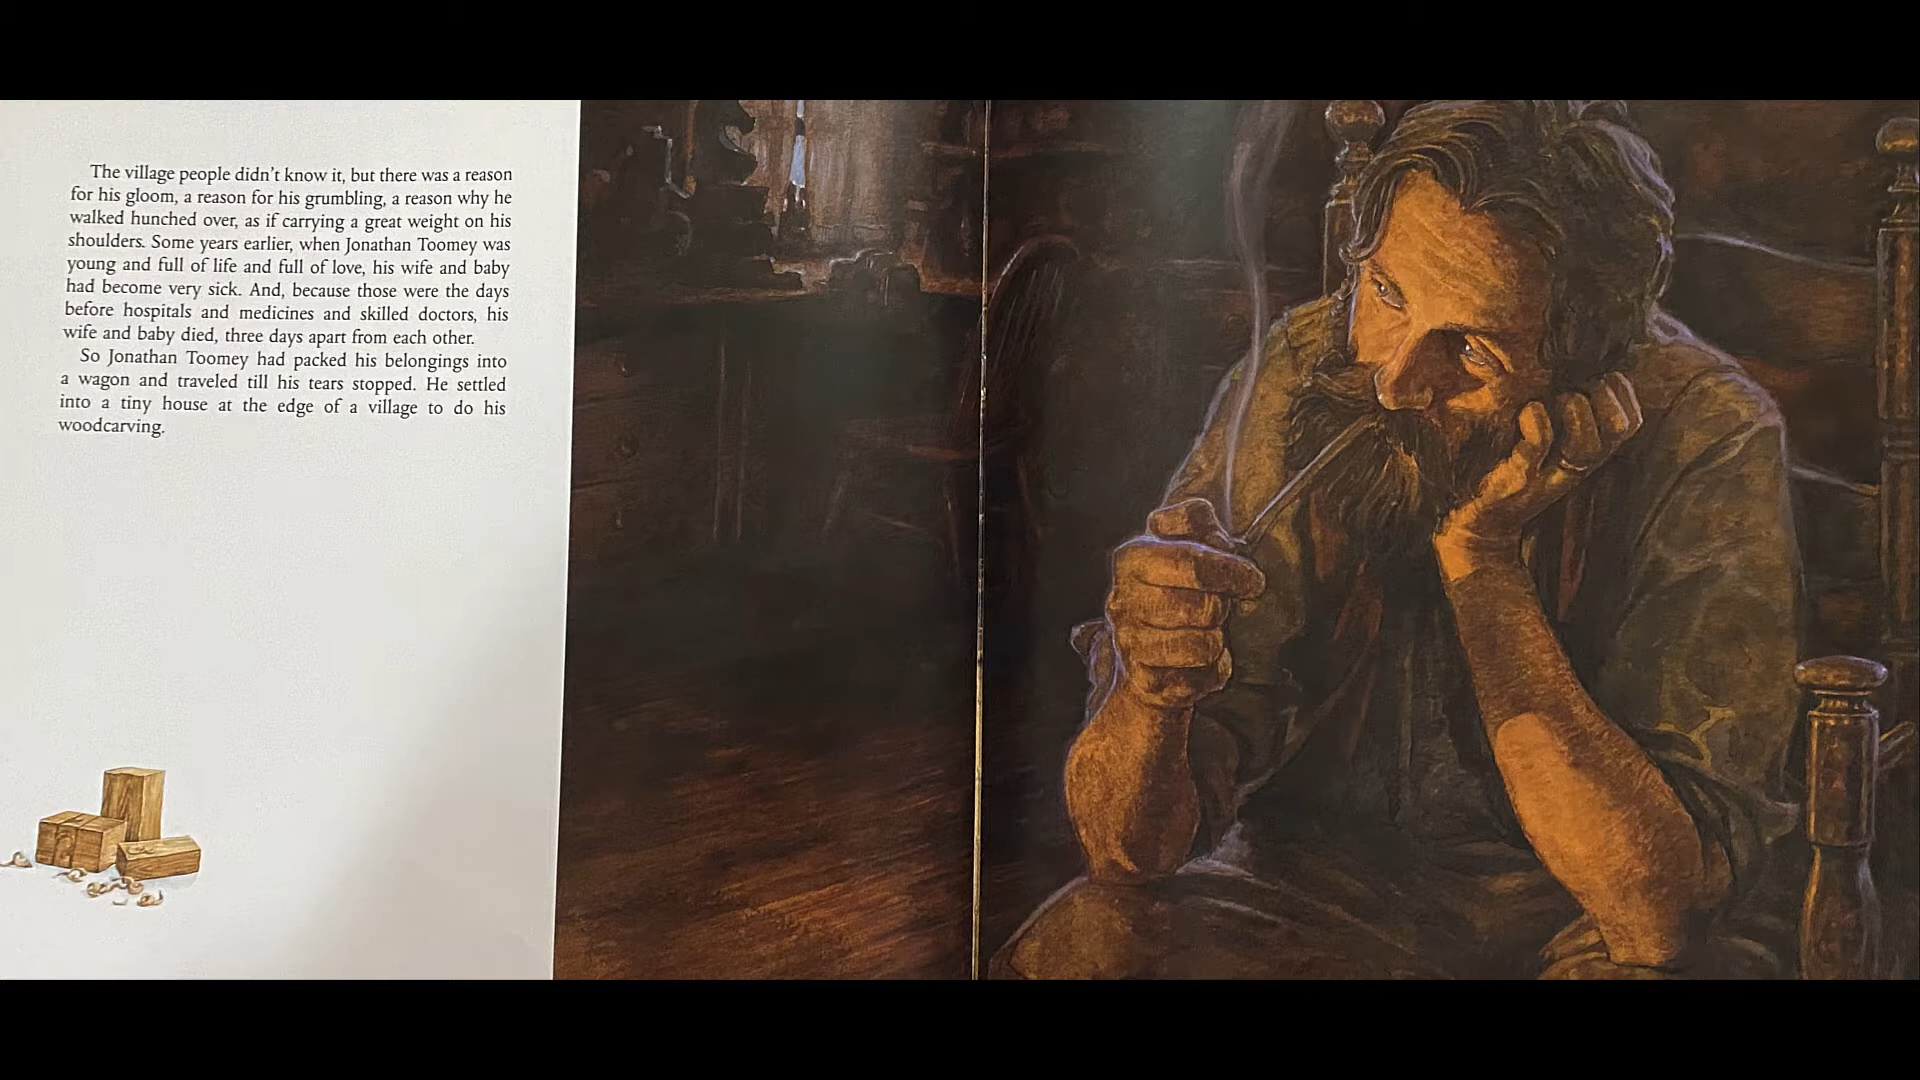 The village people didn't know it, but there was a reason
for his gloom, a reason for his grumbling, a reason why he
walked hunched over, as if carrying a great weight on his
shoulders. Some years earlier, when Jonathan Toomey was
young and full of life and full of love, his wife and baby
had become very sick. And, because those were the days
before hospitals and medicines and skilled doctors, his
wife and baby died, three days apart from each other.
So Jonathan Toomey had packed his belongings into
a wagon and traveled till his tears stopped. He settled
into a tiny house at the edge of a village to do his
woodcarving.